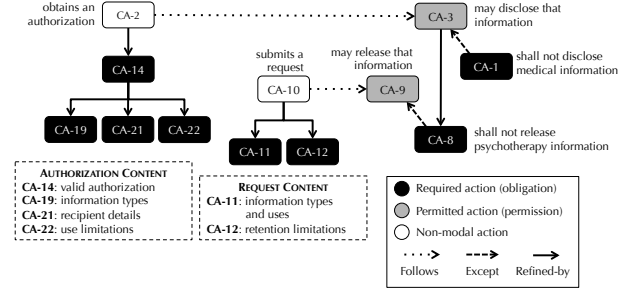 obtains an
authorization
CA-2
CA-3
may disclose that
information
CA-14
submits a
request
may release that
information
CA-1
shall not disclose
medical information
CA-10
CA-9
CA-19
CA-21
CA-22
CA-11
CA-12
CA-8
shall not release
psychotherapy information
AUTHORIZATION CONTENT
CA-14: valid authorization
CA-19: information types
CA-21: recipient details
CA-22: use limitations
REQUEST CONTENT
CA-11: information types
and uses
CA-12: retention limitations
Required action (obligation)
Permitted action (permission)
Non-modal action
Follows
Except
Refined-by